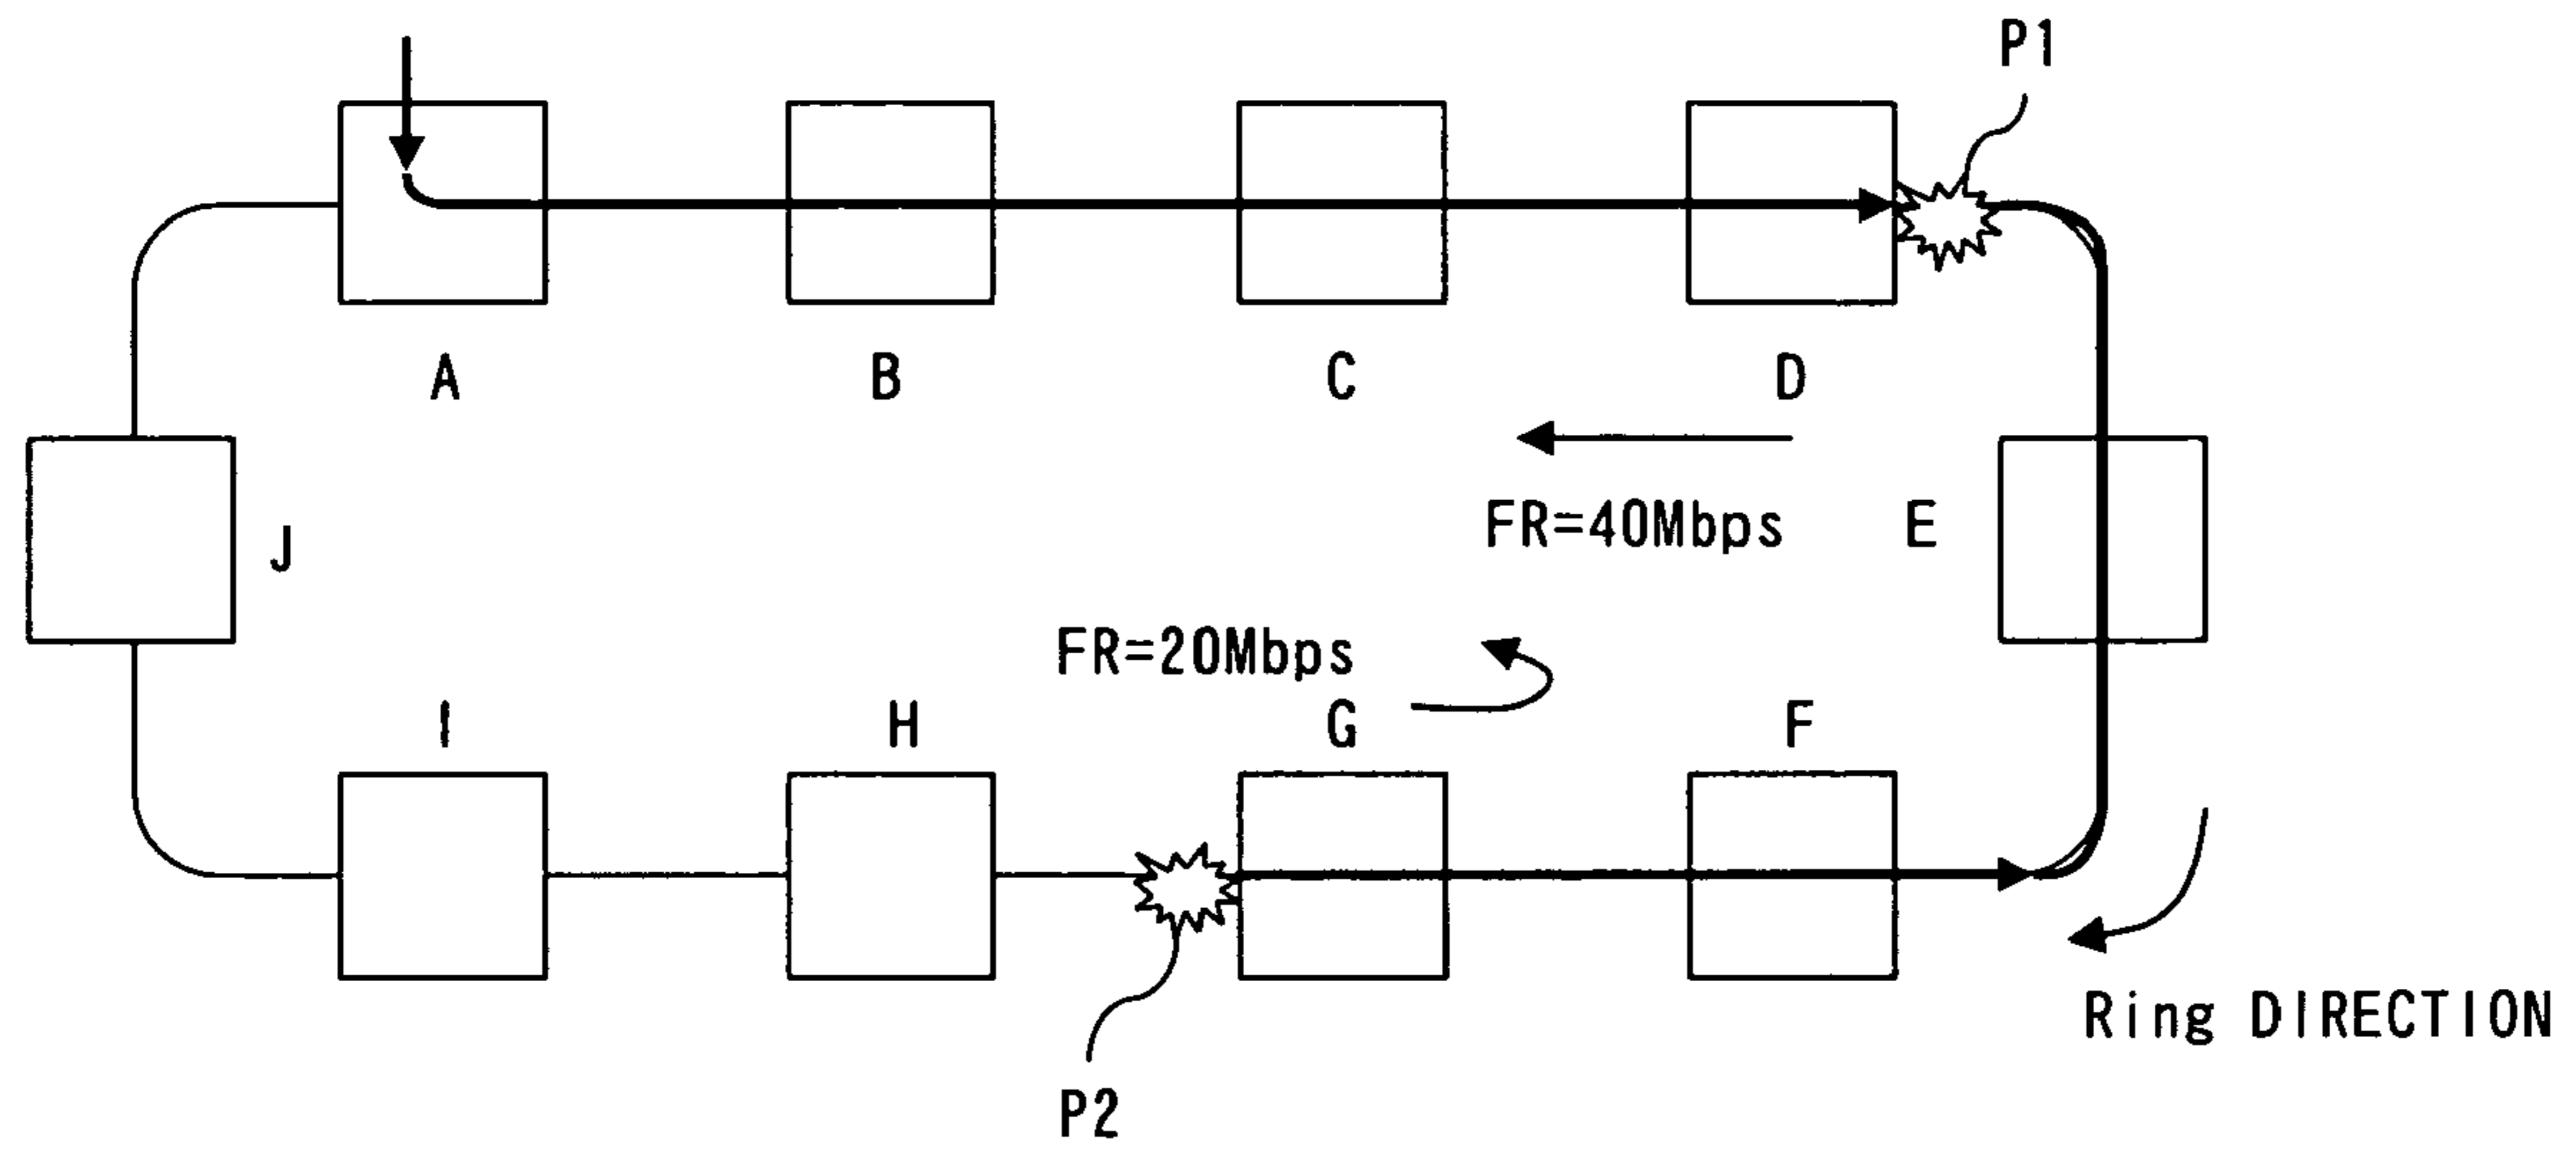 P1
A
B
C
D
FR=40Mbps
E
J
FR=20Mbps
I
H
G
F
Ring DIRECTION
P2